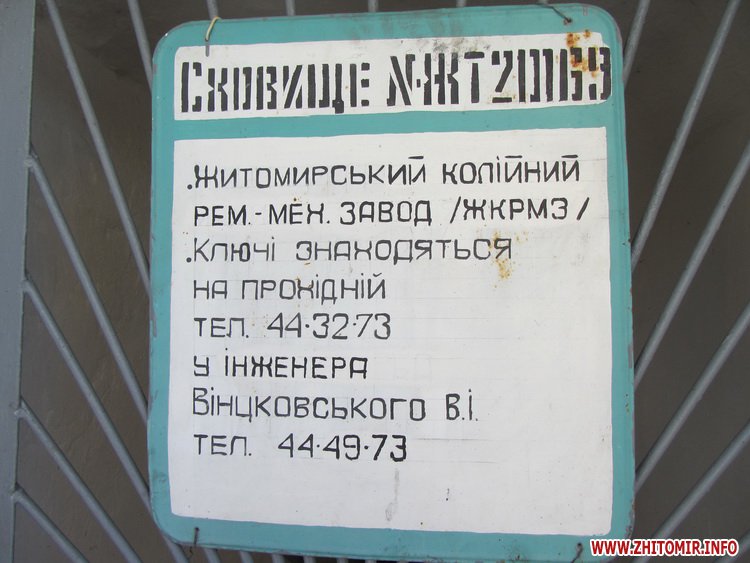 Сховище №ЖТ20069
.Житомирський колійний
рем.-мех. завод /ЖКРМЗ/
.Ключі знаходяться
на прохідній
тел. 44·32·73
у інженера
Вінцковського В.І.
тел. 44·49·73
www.zhitomir.info